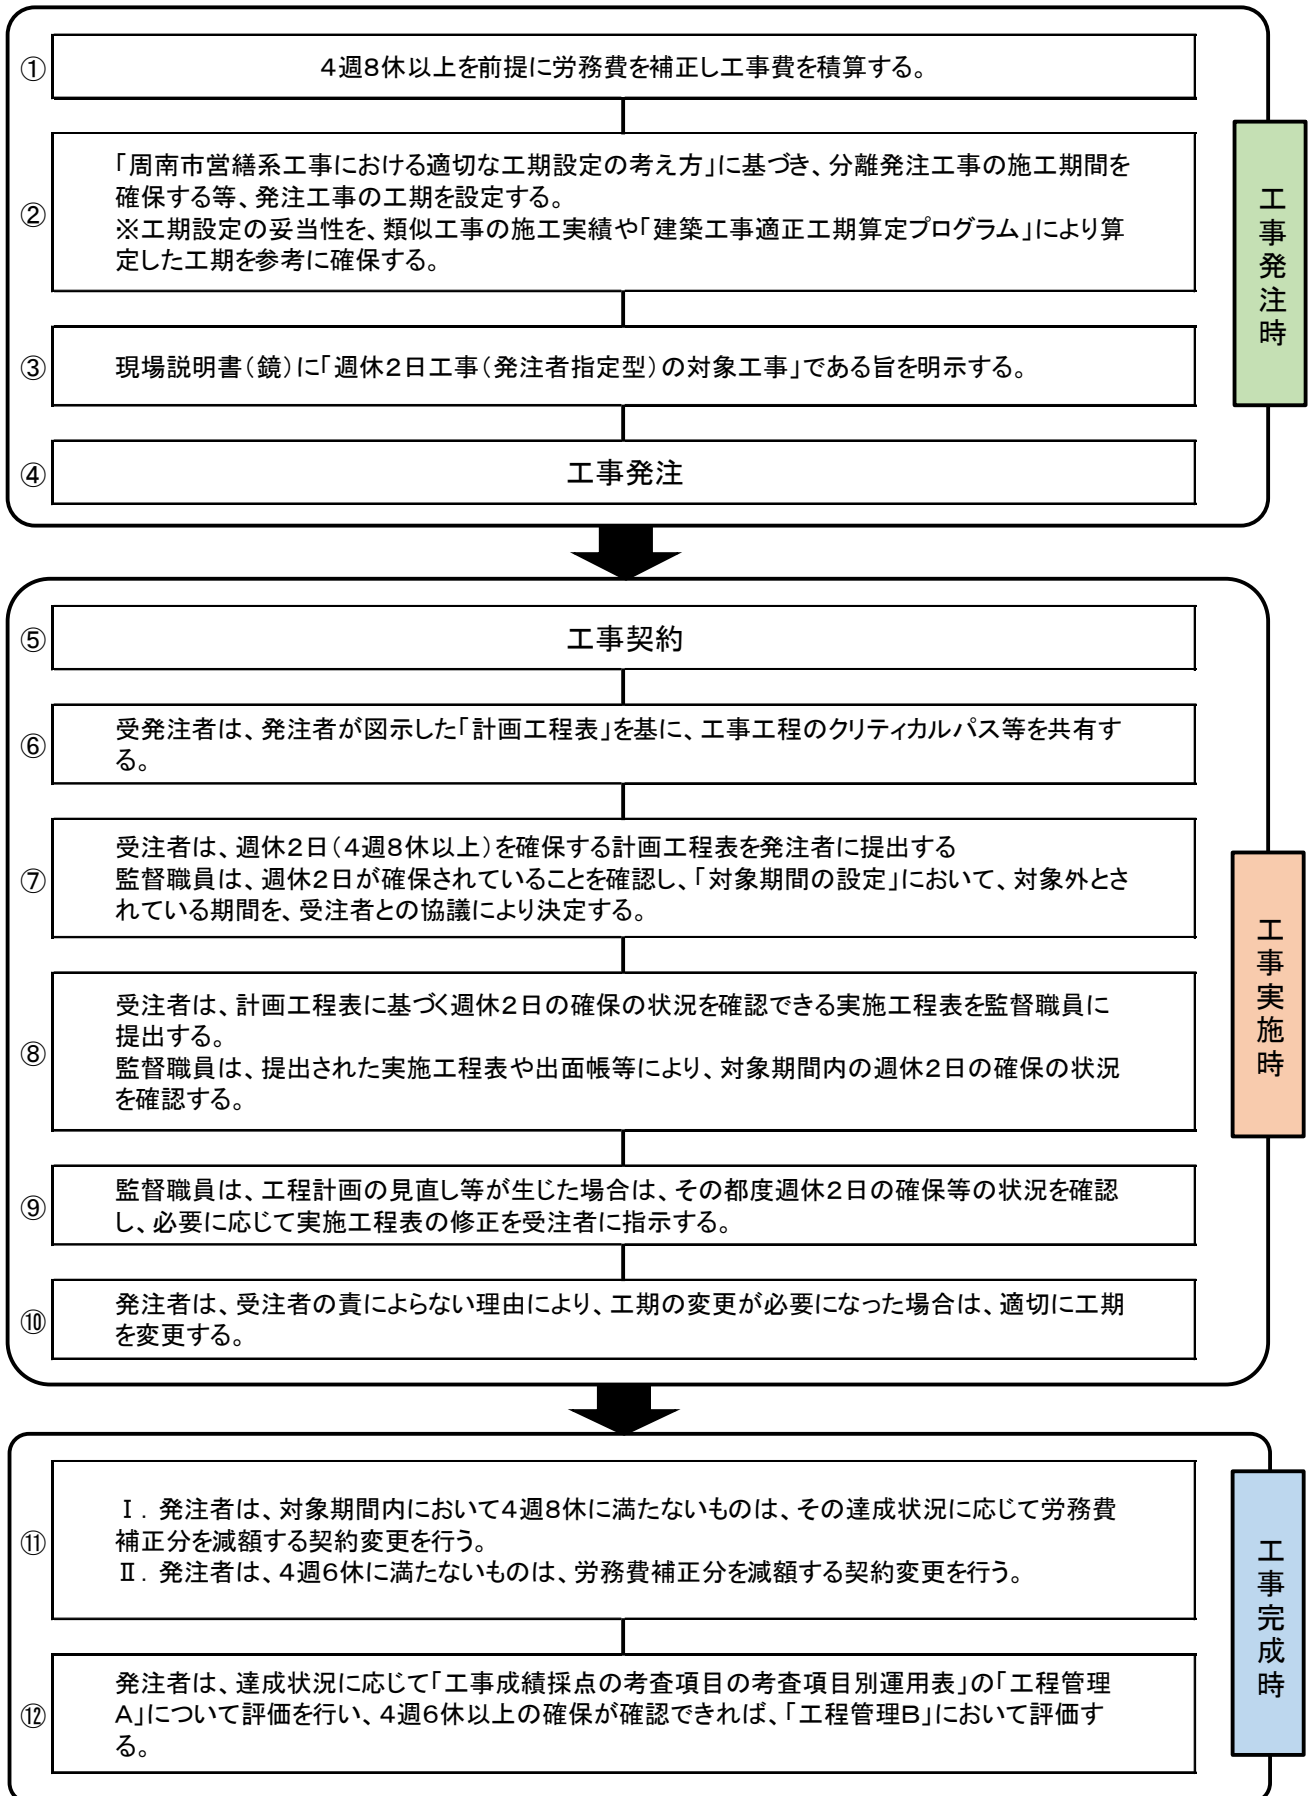 ① 4週8休以上を前提に労務費を補正し工事費を積算する。
②
「周南市営繕系工事における適切な工期設定の考え方」に基づき、分離発注工事の施工期間を
確保する等、発注工事の工期を設定する。
※工期設定の妥当性を、類似工事の施工実績や「建築工事適正工期算定プログラム」により算
定した工期を参考に確保する。
③ 現場説明書(鏡)に「週休2日工事(発注者指定型)の対象工事」である旨を明示する。
④ 工事発注
工事発注時
⑤ 工事契約
⑥
受発注者は、発注者が図示した「計画工程表」を基に、工事工程のクリティカルパス等を共有す
る。
⑦
受注者は、週休2日(4週8休以上)を確保する計画工程表を発注者に提出する
監督職員は、週休2日が確保されていることを確認し、「対象期間の設定」において、対象外とさ
れている期間を、受注者との協議により決定する。
⑧
受注者は、計画工程表に基づく週休2日の確保の状況を確認できる実施工程表を監督職員に
提出する。
監督職員は、提出された実施工程表や出面帳等により、対象期間内の週休2日の確保の状況
を確認する。
⑨
監督職員は、工程計画の見直し等が生じた場合は、その都度週休2日の確保等の状況を確認
し、必要に応じて実施工程表の修正を受注者に指示する。
⑩
発注者は、受注者の責によらない理由により、工期の変更が必要になった場合は、適切に工期
を変更する。
工事実施時
⑪
Ⅰ. 発注者は、対象期間内において4週8休に満たないものは、その達成状況に応じて労務費
補正分を減額する契約変更を行う。
Ⅱ. 発注者は、4週6休に満たないものは、労務費補正分を減額する契約変更を行う。
⑫
発注者は、達成状況に応じて「工事成績採点の考査項目の考査項目別運用表」の「工程管理
A」について評価を行い、4週6休以上の確保が確認できれば、「工程管理B」において評価す
る。
工事完成時